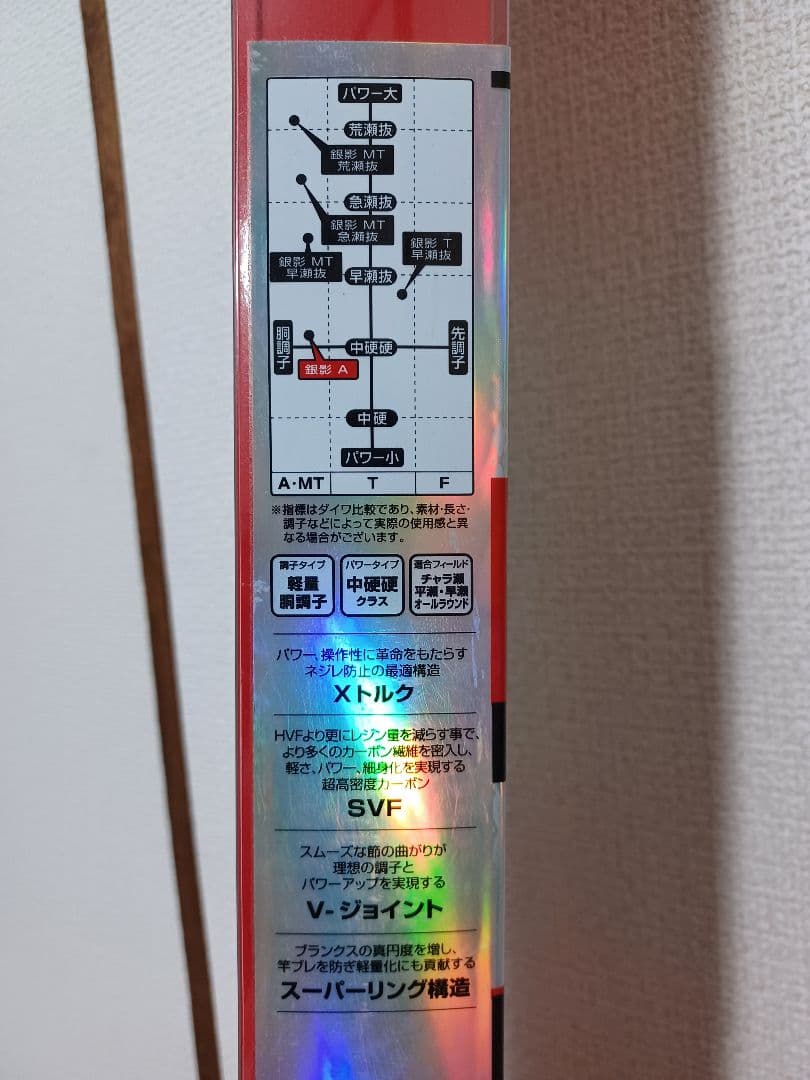 パワー大
荒瀬抜
銀影 MT
荒瀬抜
急瀬抜
銀影 MT
急瀬抜
銀影 T
早瀬抜
銀影 MT
早瀬抜
早瀬抜
胴調子
中硬硬
先調子
銀影 A
中硬
パワー小
A・MT T F
※指標はダイワ比較であり、素材・長さ・
調子などによって実際の使用感と異
なる場合がございます。
調子タイプ
軽量
胴調子
パワータイプ
中硬硬
クラス
適合フィールド
チャラ瀬
平瀬・早瀬
オールラウンド
パワー、操作性に革命をもたらす
ネジレ防止の最適構造
Xトルク
HVFより更にレジン量を減らす事で、
より多くのカーボン繊維を密入し、
軽さ、パワー、細身化を実現する
超高密度カーボン
SVF
スムーズな節の曲がりが
理想の調子と
パワーアップを実現する
V-ジョイント
ブランクスの真円度を増し、
竿ブレを防ぎ軽量化にも貢献する
スーパーリング構造